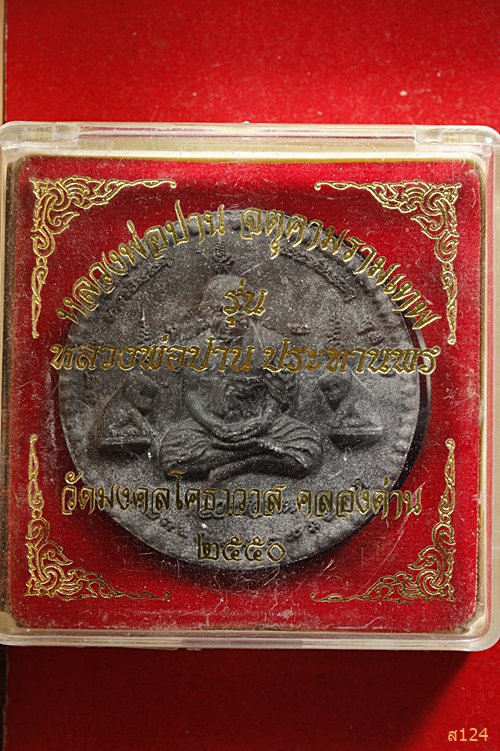 หลวงพ่อปาน จตุคามรามเทพ
รุ่น
หลวงพ่อปาน ประทานพร
วัดมงคลโคธาวาส คลองด่าน
๒๕๕๐
ส124